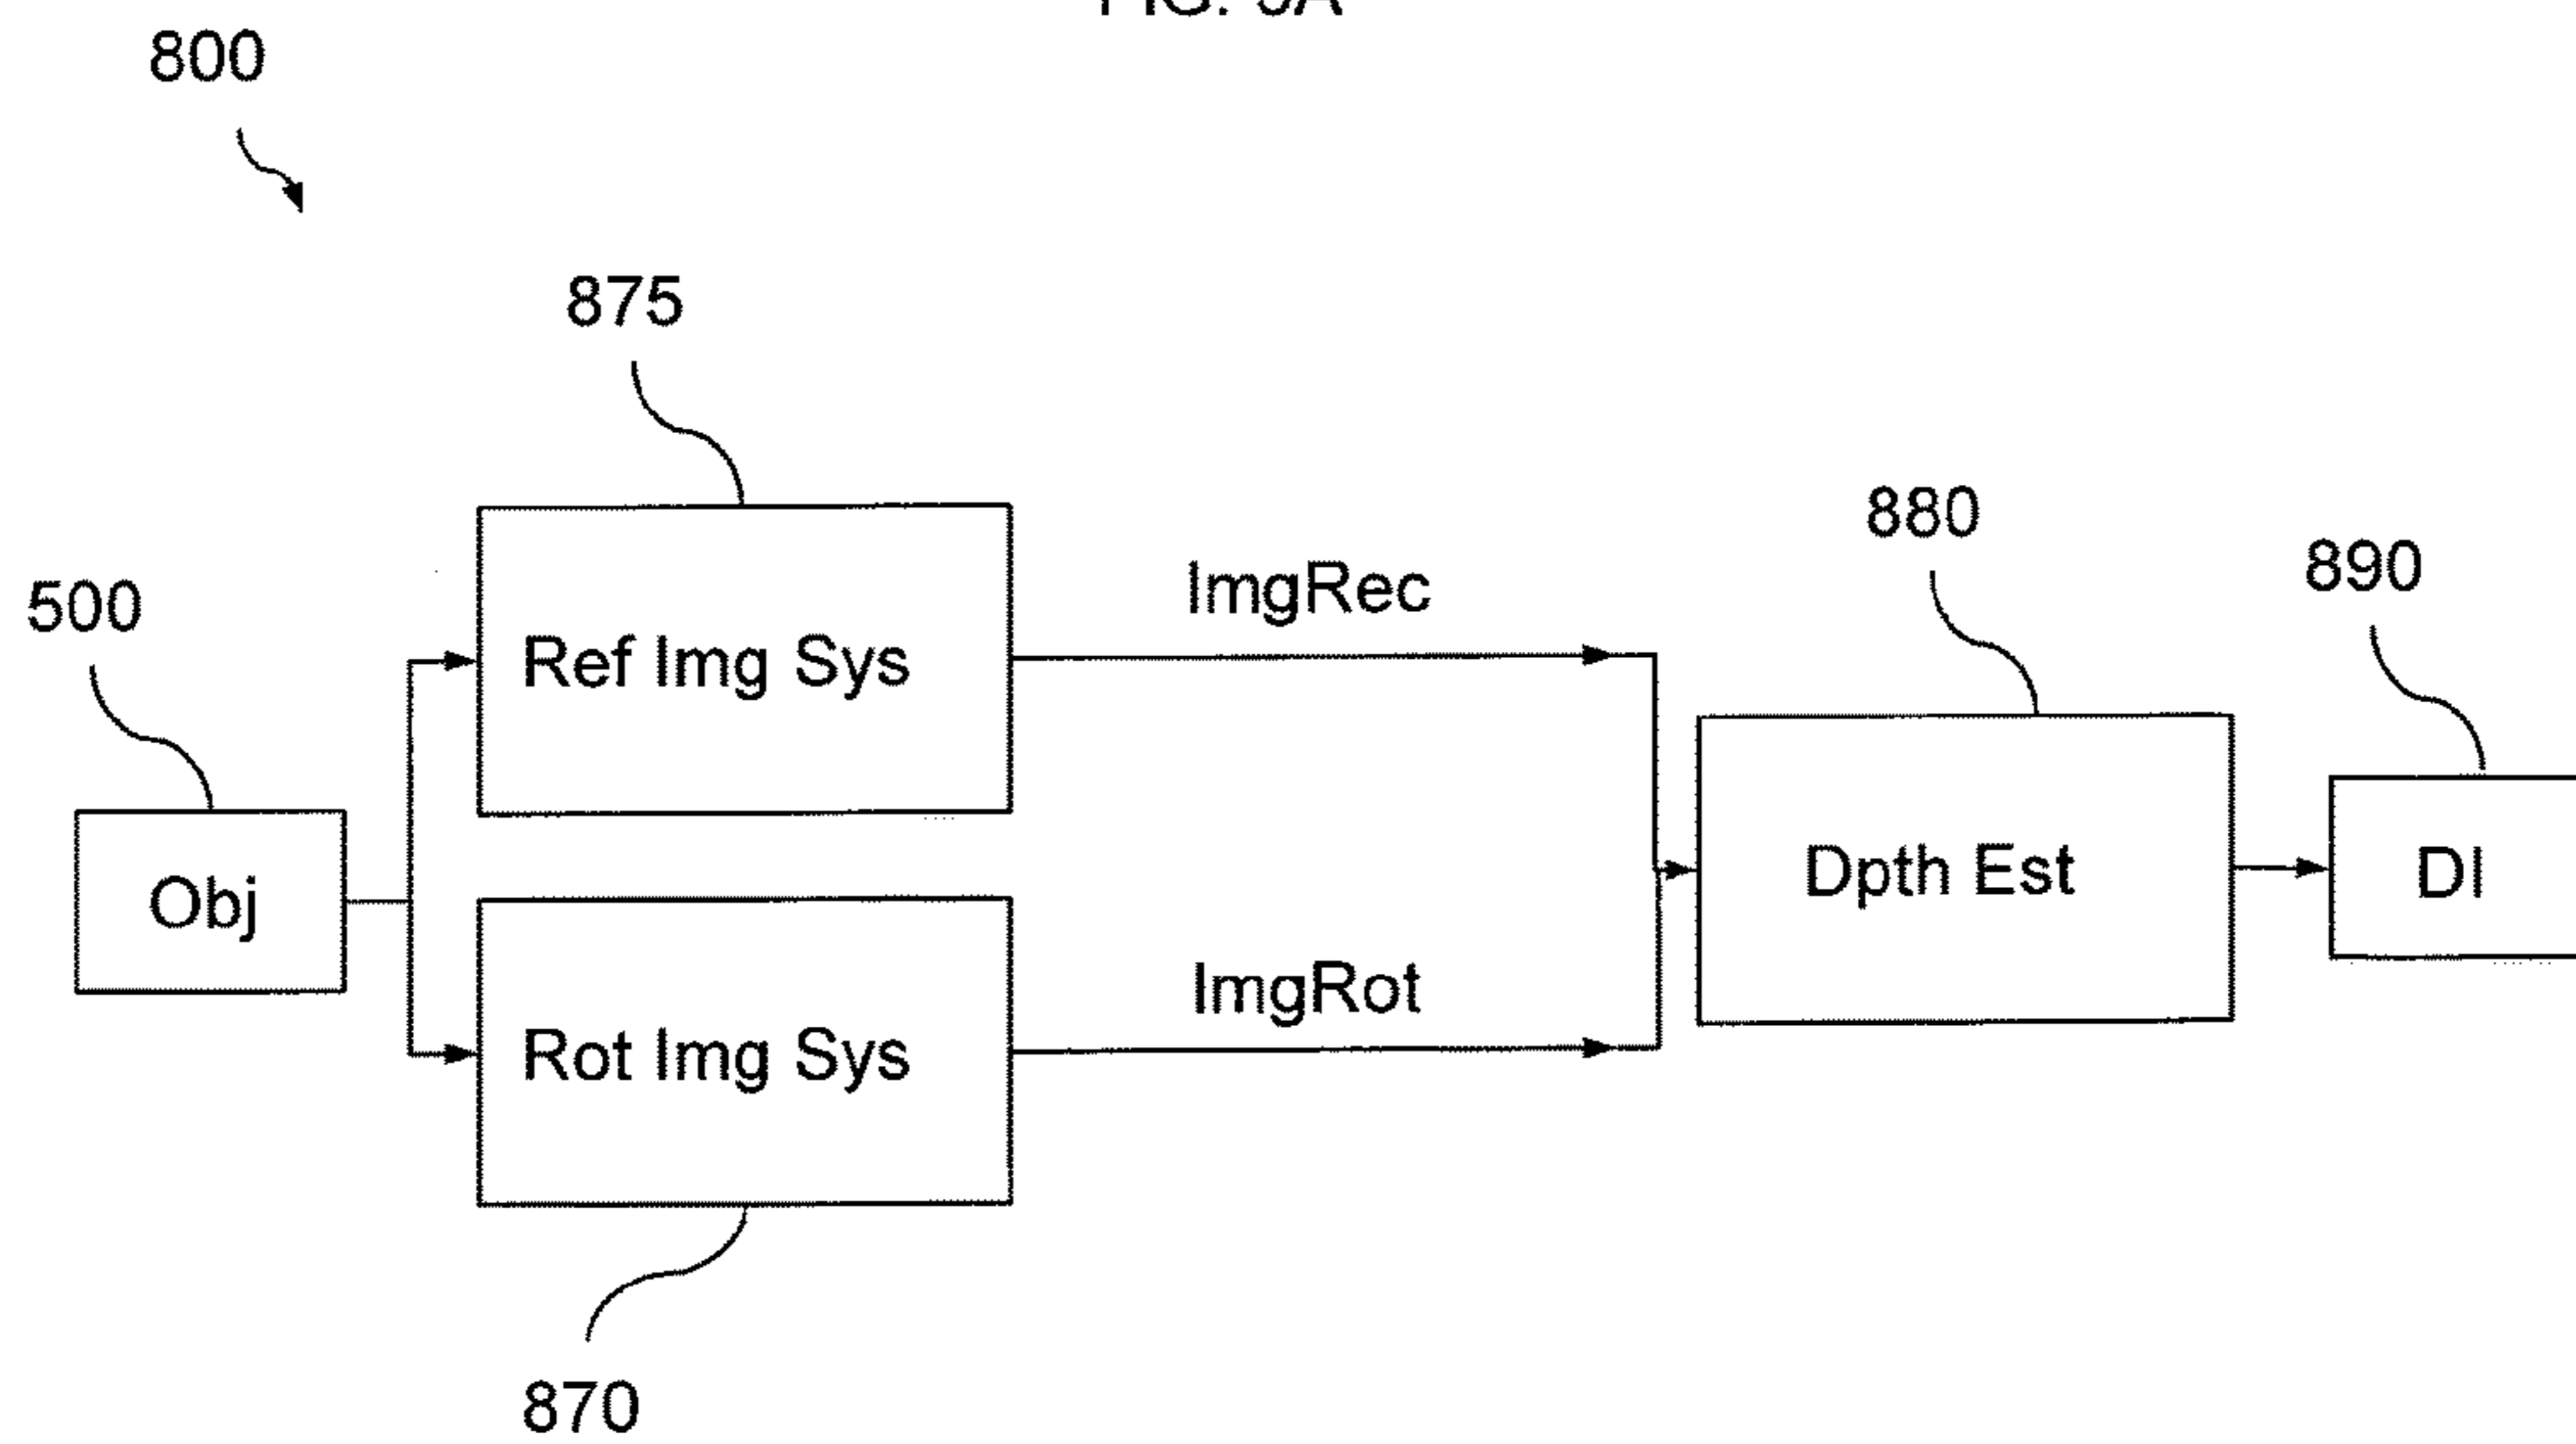 800
875
880
890
500
ImgRec
Ref Img Sys
Dpth Est
DI
Obj
ImgRot
Rot Img Sys
870